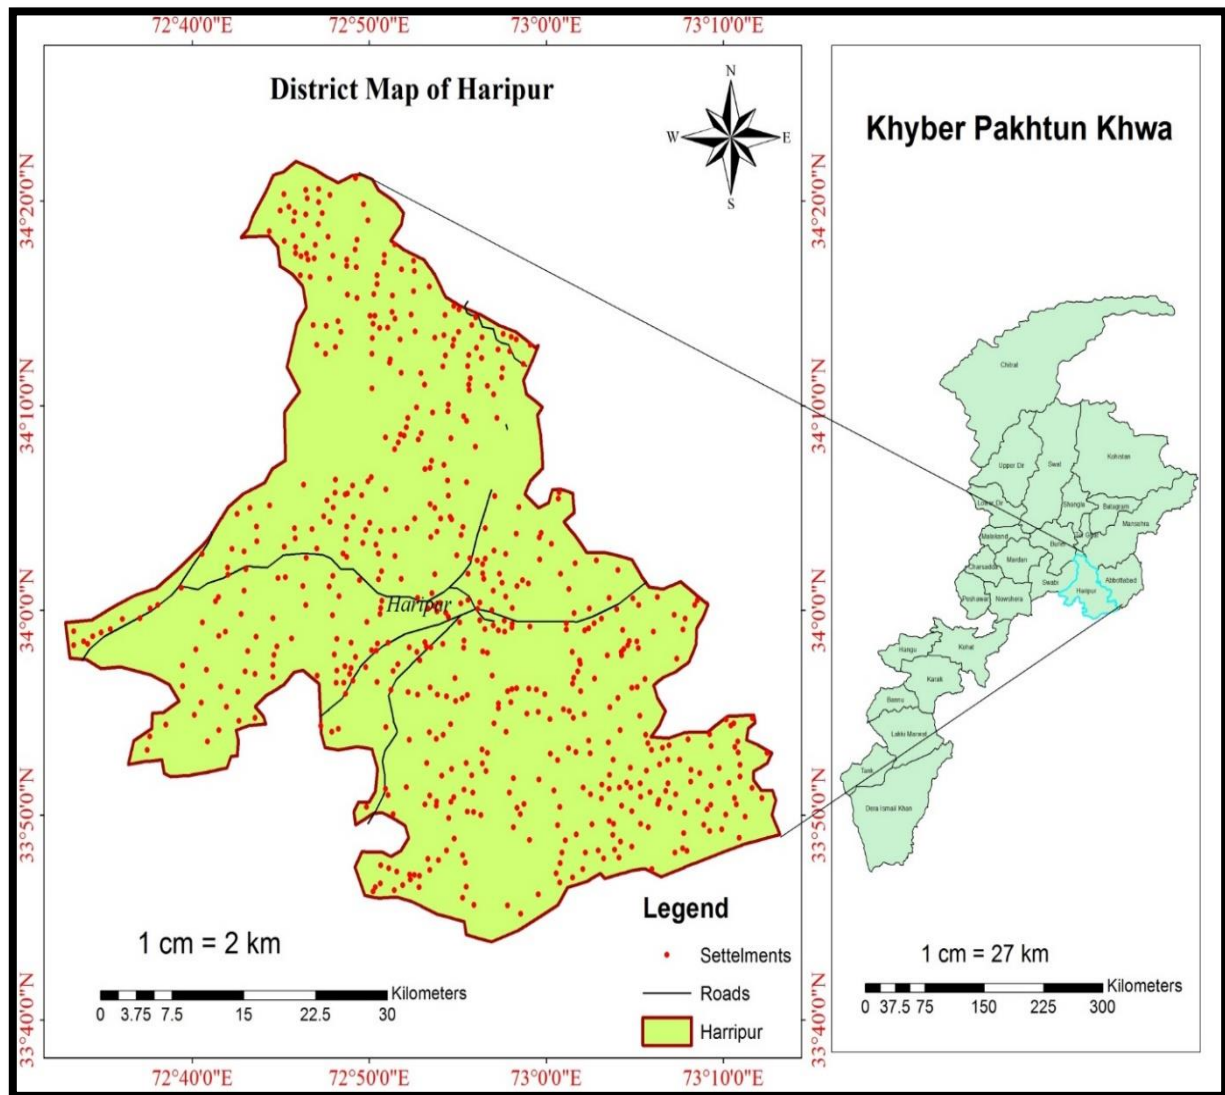 72°40'0"E 72°50'0"E 73°0'0"E 73°10'0"E
District Map of Haripur
N
W E
S
34°20'0"N
34°10'0"N
34°0'0"N
33°50'0"N
33°40'0"N
Haripur
1 cm = 2 km
Kilometers
0 3.75 7.5 15 22.5 30
Legend
Settelments
Roads
Harripur
34°20'0"N
34°10'0"N
34°0'0"N
33°50'0"N
33°40'0"N
72°40'0"E 72°50'0"E 73°0'0"E 73°10'0"E
Khyber Pakhtun Khwa
Chitral
Upper Dir
Swat
Kohistan
Lower Dir
Shangla
Batagram
Mansehra
Malakand
Buner
Mardan
Charsadda
Swabi
Abbottabad
Haripur
Peshawar
Nowshera
Hangu
Kohat
Karak
Bannu
Lakki Marwat
Tank
Dera Ismail Khan
1 cm = 27 km
Kilometers
0 37.5 75 150 225 300